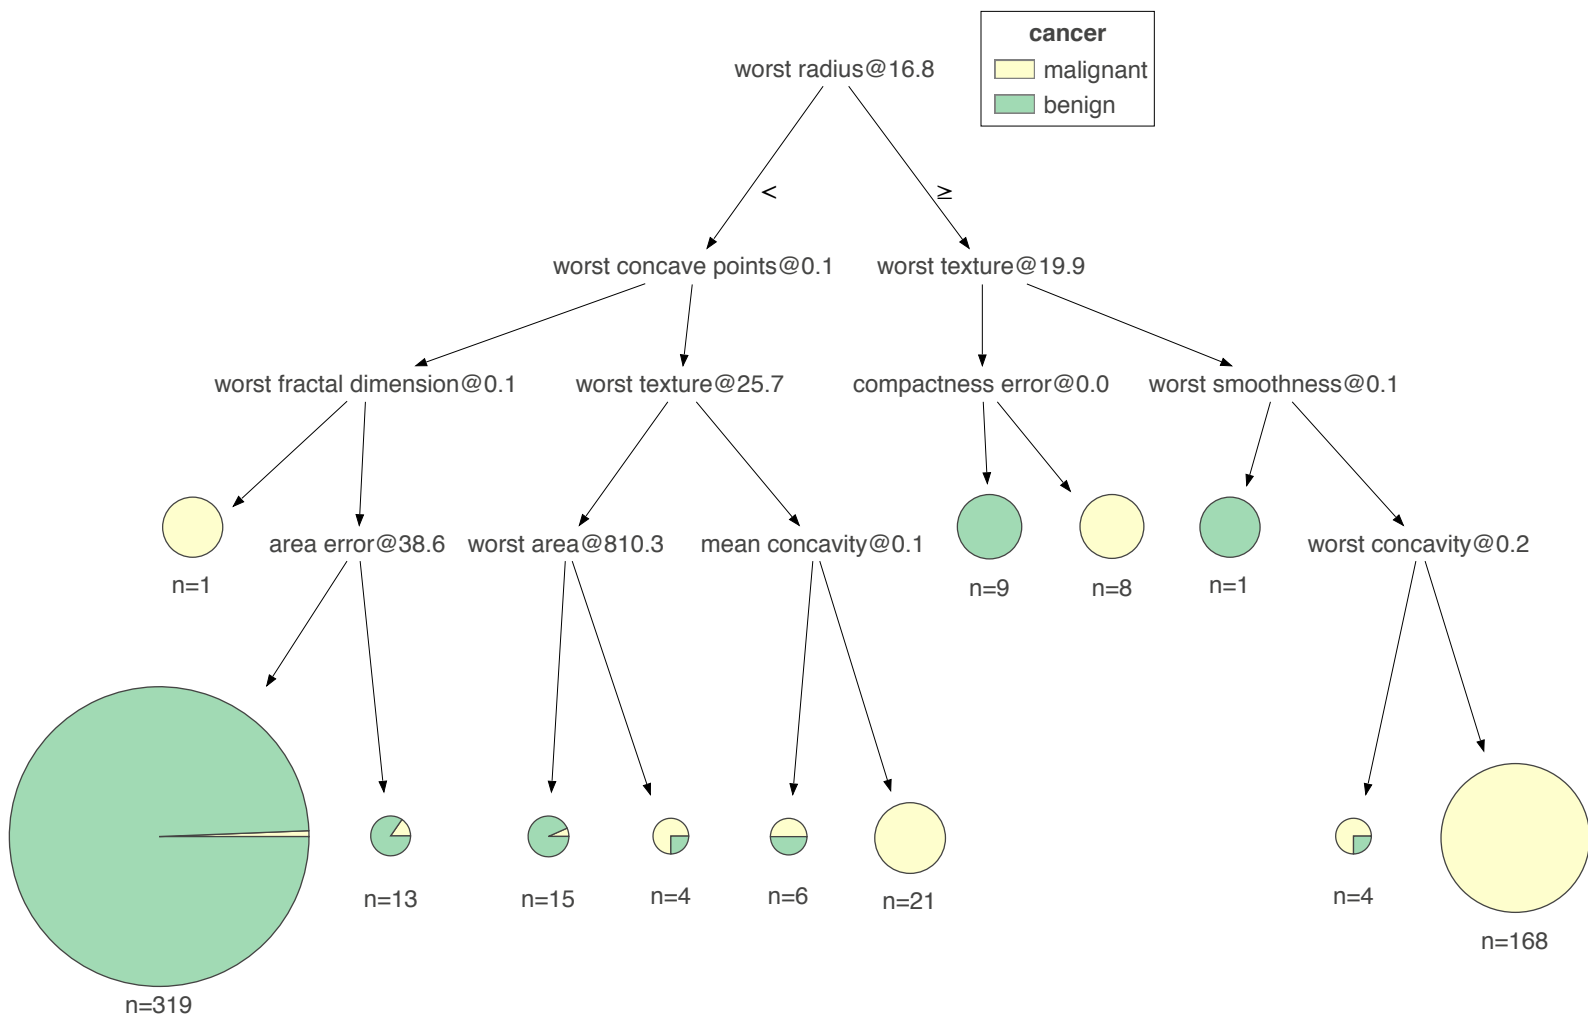 cancer
malignant
benign
worst radius@16.8
<
≥
worst concave points@0.1
worst texture@19.9
worst fractal dimension@0.1
worst texture@25.7
compactness error@0.0
worst smoothness@0.1
n=1
area error@38.6
worst area@810.3
mean concavity@0.1
n=9
n=8
n=1
worst concavity@0.2
n=319
n=13
n=15
n=4
n=6
n=21
n=4
n=168